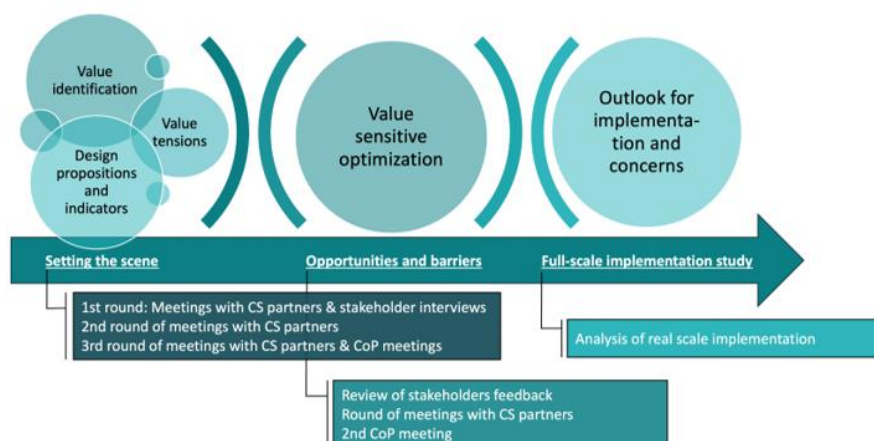 Value
identification
Value
tensions
Design
propositions
and
indicators
Value
sensitive
optimization
Outlook for
implementa-
tion and
concerns
Setting the scene
Opportunities and barriers
Full-scale implementation study
1st round: Meetings with CS partners & stakeholder interviews
2nd round of meetings with CS partners
3rd round of meetings with CS partners & CoP meetings
Analysis of real scale implementation
Review of stakeholders feedback
Round of meetings with CS partners
2nd CoP meeting